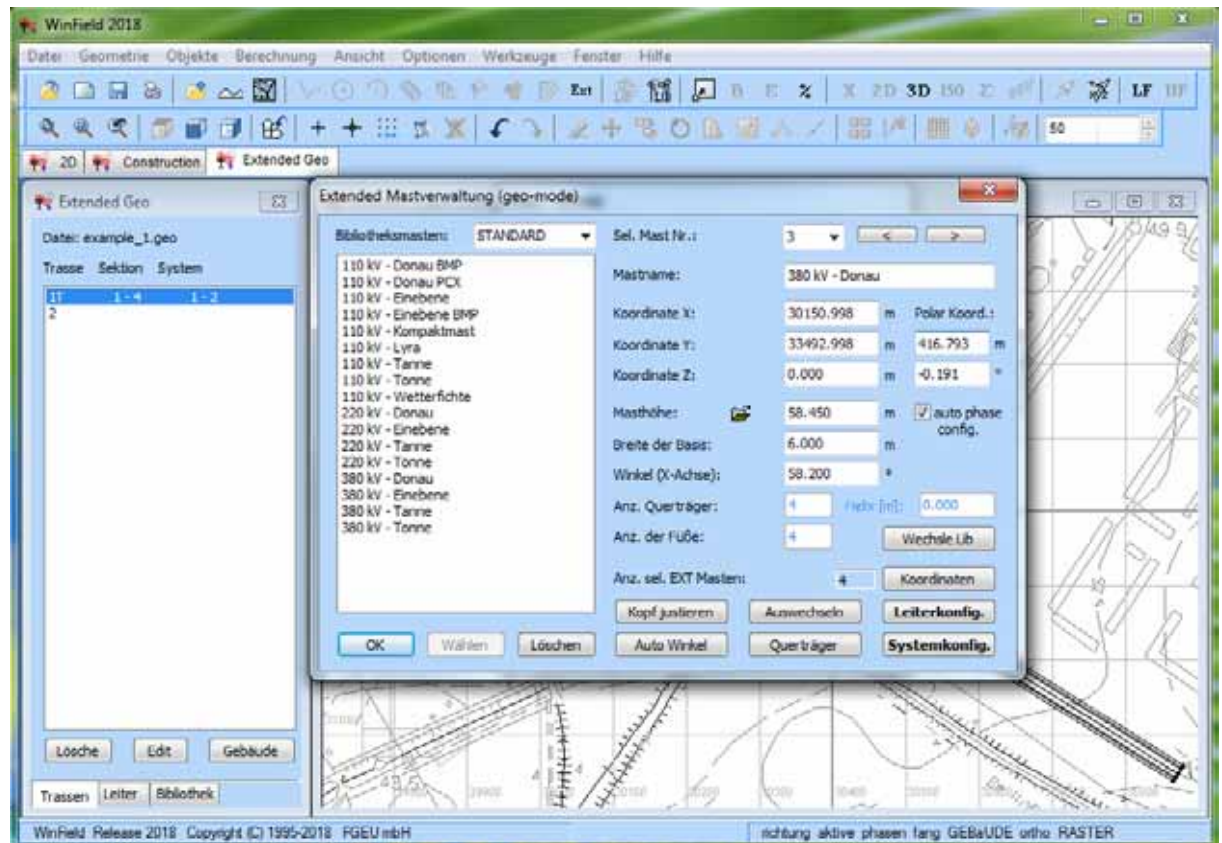 WinField 2018
Datei Geometrie Objekte Berechnung Ansicht Optionen Werkzeuge Fenster Hilfe
Ext B E X 2D 3D ISO LF HF
50
2D Construction Extended Geo
Extended Geo
Datei: example_1.geo
Trasse Sektion System
1T 1 - 4 1 - 2
2
Lösche Edit Gebäude
Trassen Leiter Bibliothek
Extended Mastverwaltung (geo-mode)
Bibliotheksmasten: STANDARD
110 kV - Donau BMP
110 kV - Donau PCX
110 kV - Einebene
110 kV - Einebene BMP
110 kV - Kompaktmast
110 kV - Lyra
110 kV - Tanne
110 kV - Tonne
110 kV - Wetterfichte
220 kV - Donau
220 kV - Einebene
220 kV - Tanne
220 kV - Tonne
380 kV - Donau
380 kV - Einebene
380 kV - Tanne
380 kV - Tonne
OK Wählen Löschen
Sel. Mast Nr.: 3 < >
Mastname: 380 kV - Donau
Koordinate X: 30150.998 m Polar Koord.:
Koordinate Y: 33492.998 m 416.793 m
Koordinate Z: 0.000 m -0.191 °
Masthöhe: 58.450 m auto phase config.
Breite der Basis: 6.000 m
Winkel (X-Achse): 58.200 °
Anz. Querträger: 4 Helix [m]: 0.000
Anz. der Füße: 4 Wechsle Lib
Anz. sel. EXT Masten: 4 Koordinaten
Kopf justieren Auswechseln Leiterkonfig.
Auto Winkel Querträger Systemkonfig.
WinField Release 2018 Copyright (C) 1995-2018 FGEU mbH
richtung aktive phasen fang GEBäUDE ortho RASTER